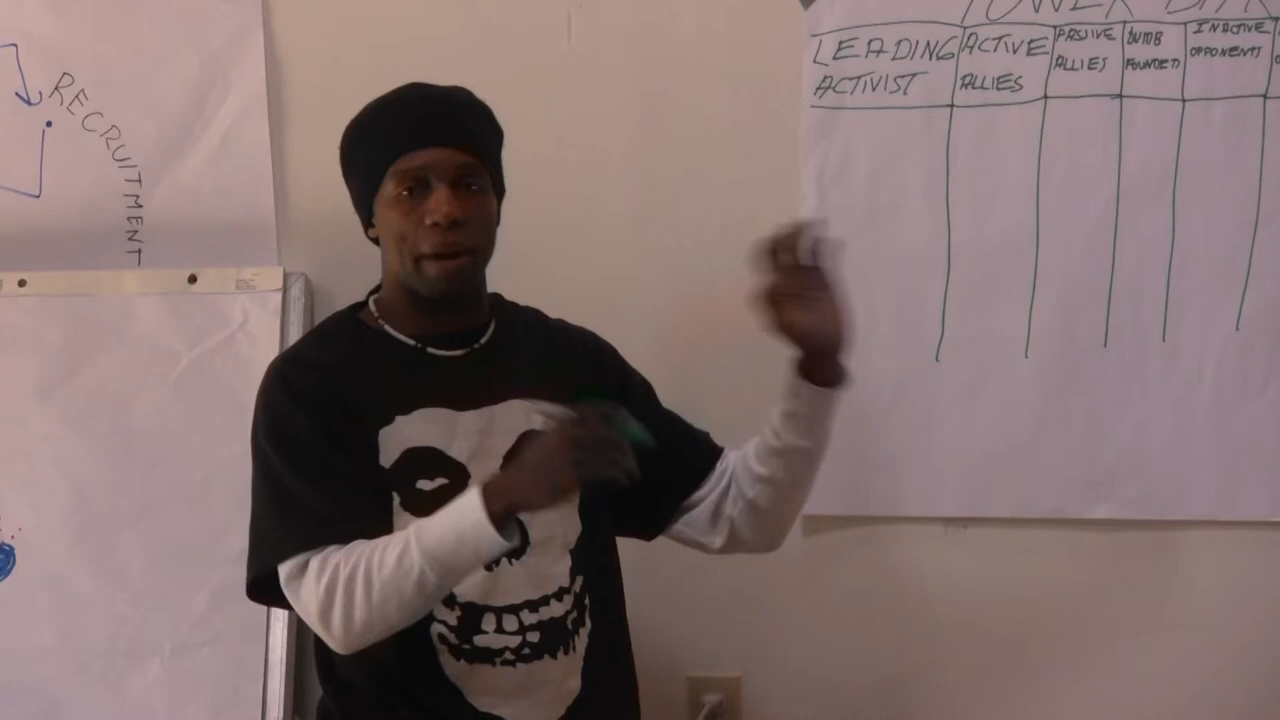 RECRUITMENT
POWER
LEADING
ACTIVIST
ACTIVE
ALLIES
PASSIVE
ALLIES
DUMB
FOUNDED
INACTIVE
OPPONENTS